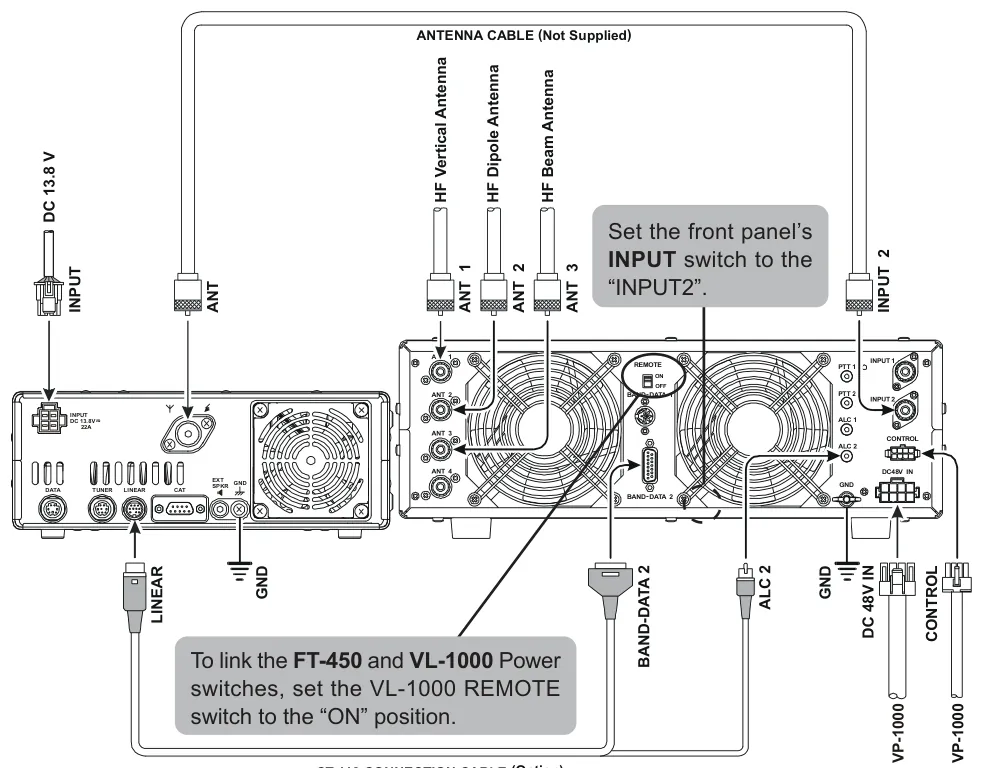 ANTENNA CABLE (Not Supplied)
DC 13.8 V
INPUT
ANT
HF Vertical Antenna
HF Dipole Antenna
HF Beam Antenna
ANT 1
ANT 2
ANT 3
INPUT 2
Set the front panel's
INPUT switch to the
“INPUT2”.
INPUT
DC 13.8V
22A
DATA
TUNER
LINEAR
CAT
EXT
SPKR
GND
ANT 2
ANT 3
ANT 4
REMOTE
ON
OFF
BAND-DATA
BAND-DATA 2
PTT 1
PTT 2
ALC 1
ALC 2
GND
INPUT 1
INPUT 2
CONTROL
DC48V IN
LINEAR
GND
BAND-DATA 2
ALC 2
GND
DC 48V IN
CONTROL
VP-1000
VP-1000
To link the FT-450 and VL-1000 Power
switches, set the VL-1000 REMOTE
switch to the “ON” position.
CONNECTION CABLE (Option)